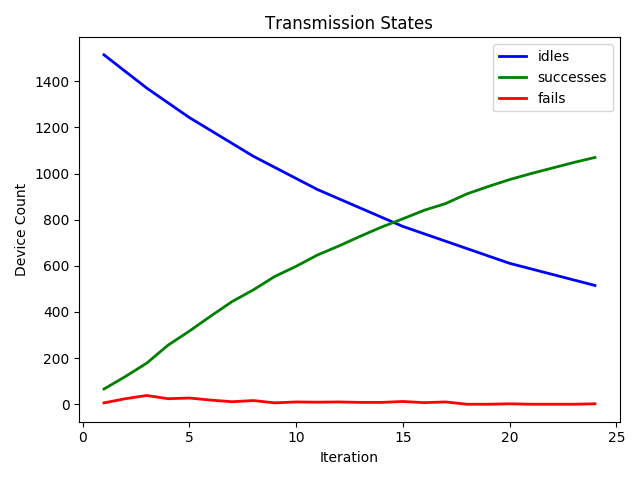 Transmission States
idles
successes
fails
Device Count
1400
1200
1000
800
600
400
200
0
0 5 10 15 20 25
Iteration